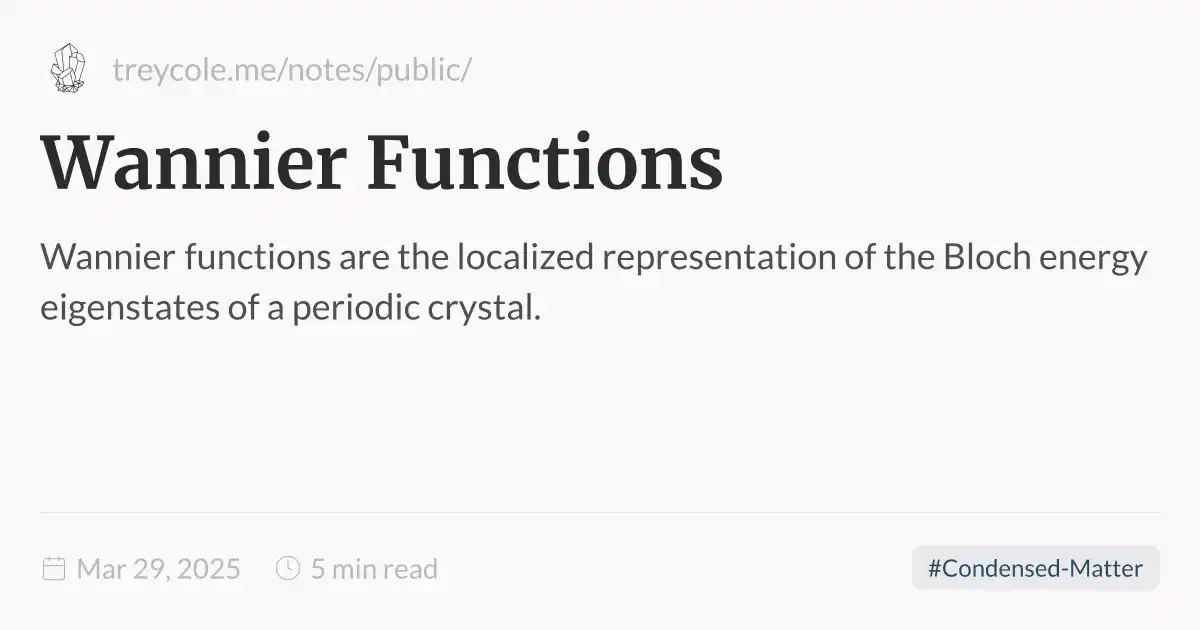 treycole.me/notes/public/
Wannier Functions
Wannier functions are the localized representation of the Bloch energy
eigenstates of a periodic crystal.
Mar 29, 2025
5 min read
#Condensed-Matter